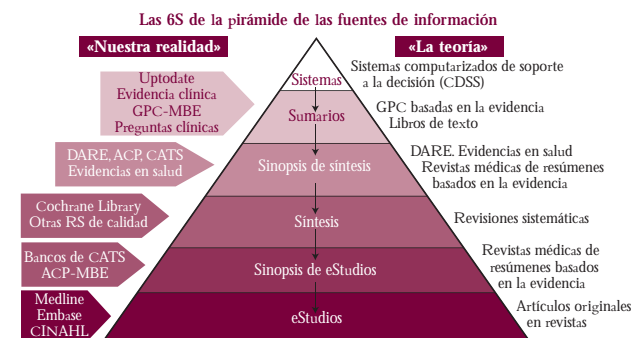 Las 6S de la pirámide de las fuentes de información
«Nuestra realidad»
«La teoría»
Uptodate
Evidencia clínica
GPC-MBE
Preguntas clínicas
Sistemas
Sistemas computarizados de soporte
a la decisión (CDSS)
Sumarios
GPC basadas en la evidencia
Libros de texto
DARE, ACP, CATS
Evidencias en salud
Sinopsis de síntesis
DARE. Evidencias en salud
Revistas médicas de resúmenes
basados en la evidencia
Cochrane Library
Otras RS de calidad
Síntesis
Revisiones sistemáticas
Bancos de CATS
ACP-MBE
Sinopsis de eStudios
Revistas médicas de
resúmenes basados
en la evidencia
Medline
Embase
CINAHL
eStudios
Artículos originales
en revistas